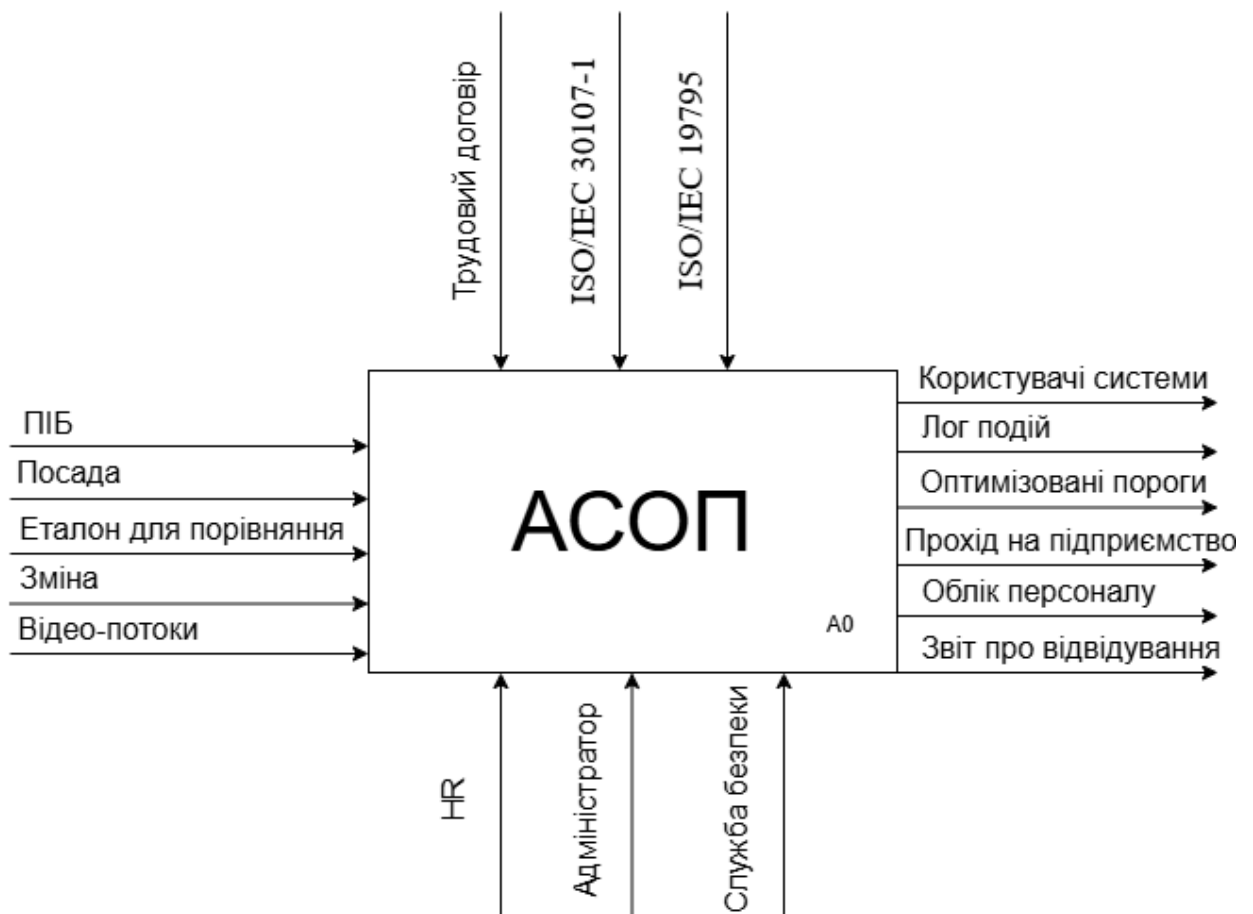 Трудовий договір
ISO/IEC 30107-1
ISO/IEC 19795
ПІБ
Посада
Еталон для порівняння
Зміна
Відео-потоки
АСОП
A0
Користувачі системи
Лог подій
Оптимізовані пороги
Прохід на підприємство
Облік персоналу
Звіт про відвідування
HR
Адміністратор
Служба безпеки